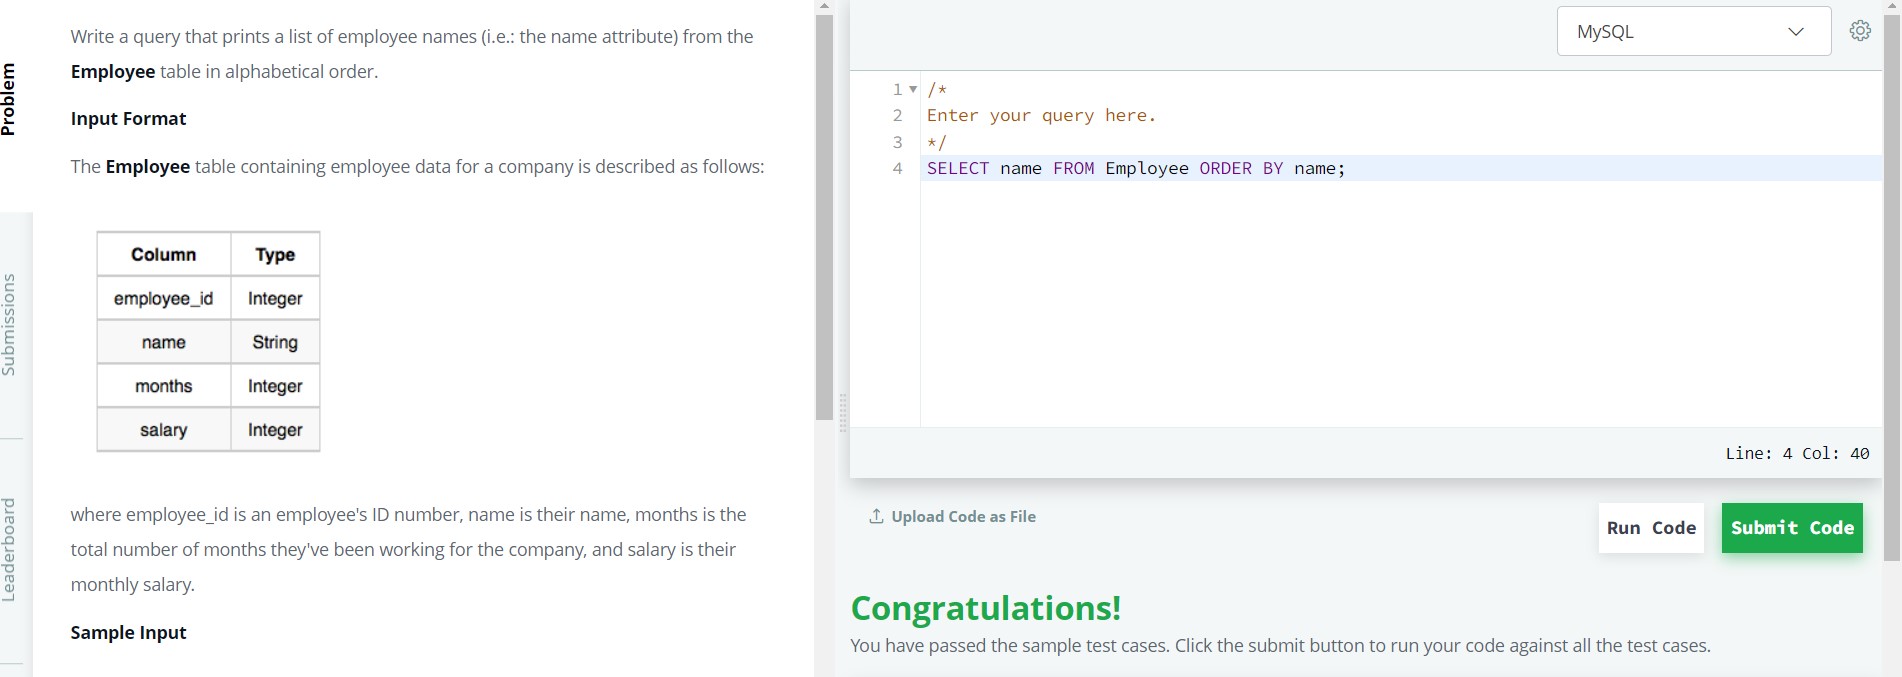 Problem
Submissions
Leaderboard
Write a query that prints a list of employee names (i.e.: the name attribute) from the
Employee table in alphabetical order.
Input Format
The Employee table containing employee data for a company is described as follows:
Column Type
employee_id Integer
name String
months Integer
salary Integer
where employee_id is an employee's ID number, name is their name, months is the
total number of months they've been working for the company, and salary is their
monthly salary.
Sample Input
MySQL
1 /*
2 Enter your query here.
3 */
4 SELECT name FROM Employee ORDER BY name;
Line: 4 Col: 40
Upload Code as File
Run Code
Submit Code
Congratulations!
You have passed the sample test cases. Click the submit button to run your code against all the test cases.